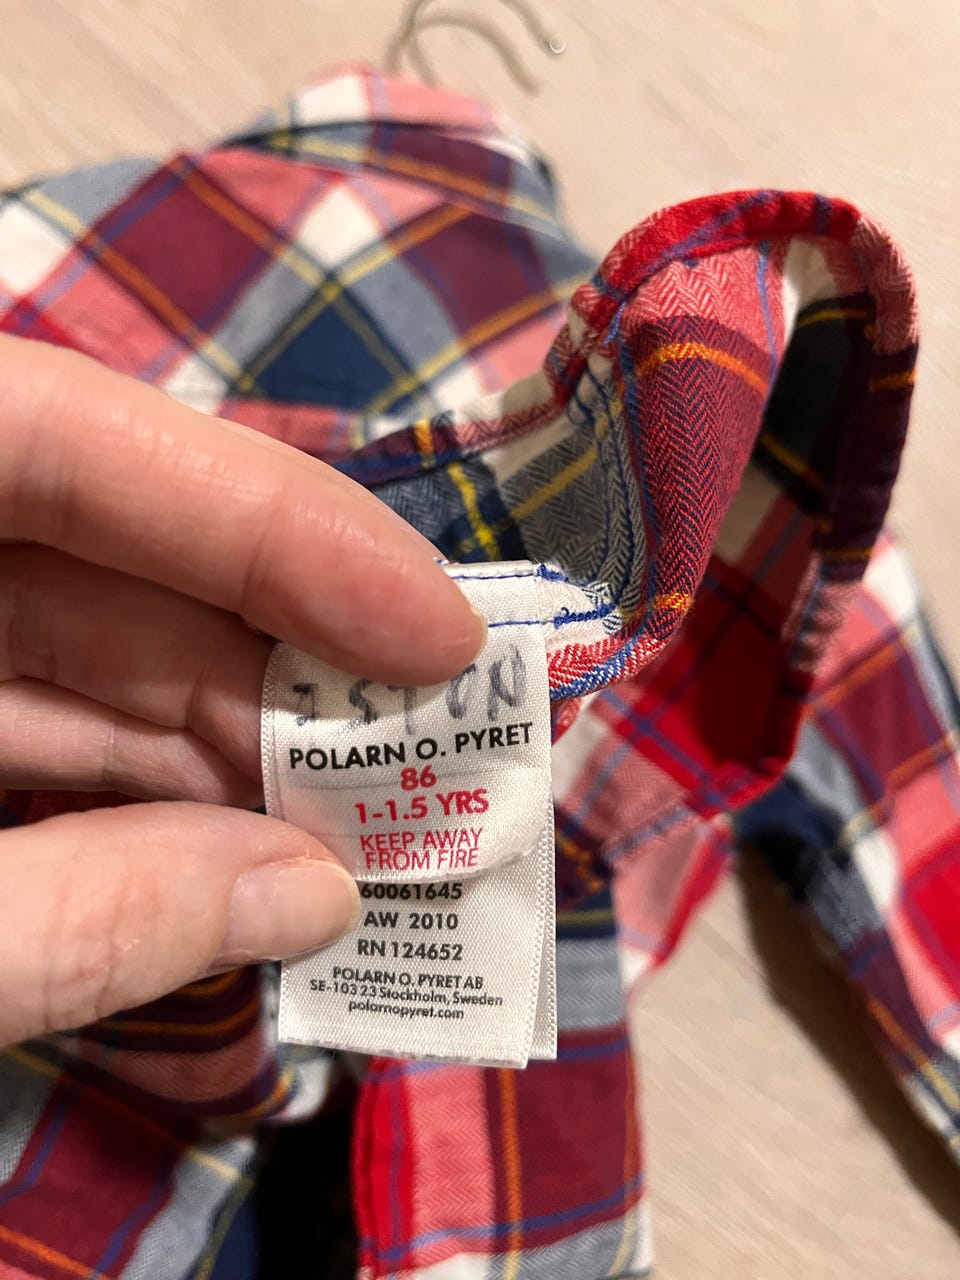 POLARN O. PYRET
86
1-1.5 YRS
KEEP AWAY
FROM FIRE
60061645
AW 2010
RN 124652
POLARN O. PYRET AB
SE-103 23 Stockholm, Sweden
polarnopyret.com